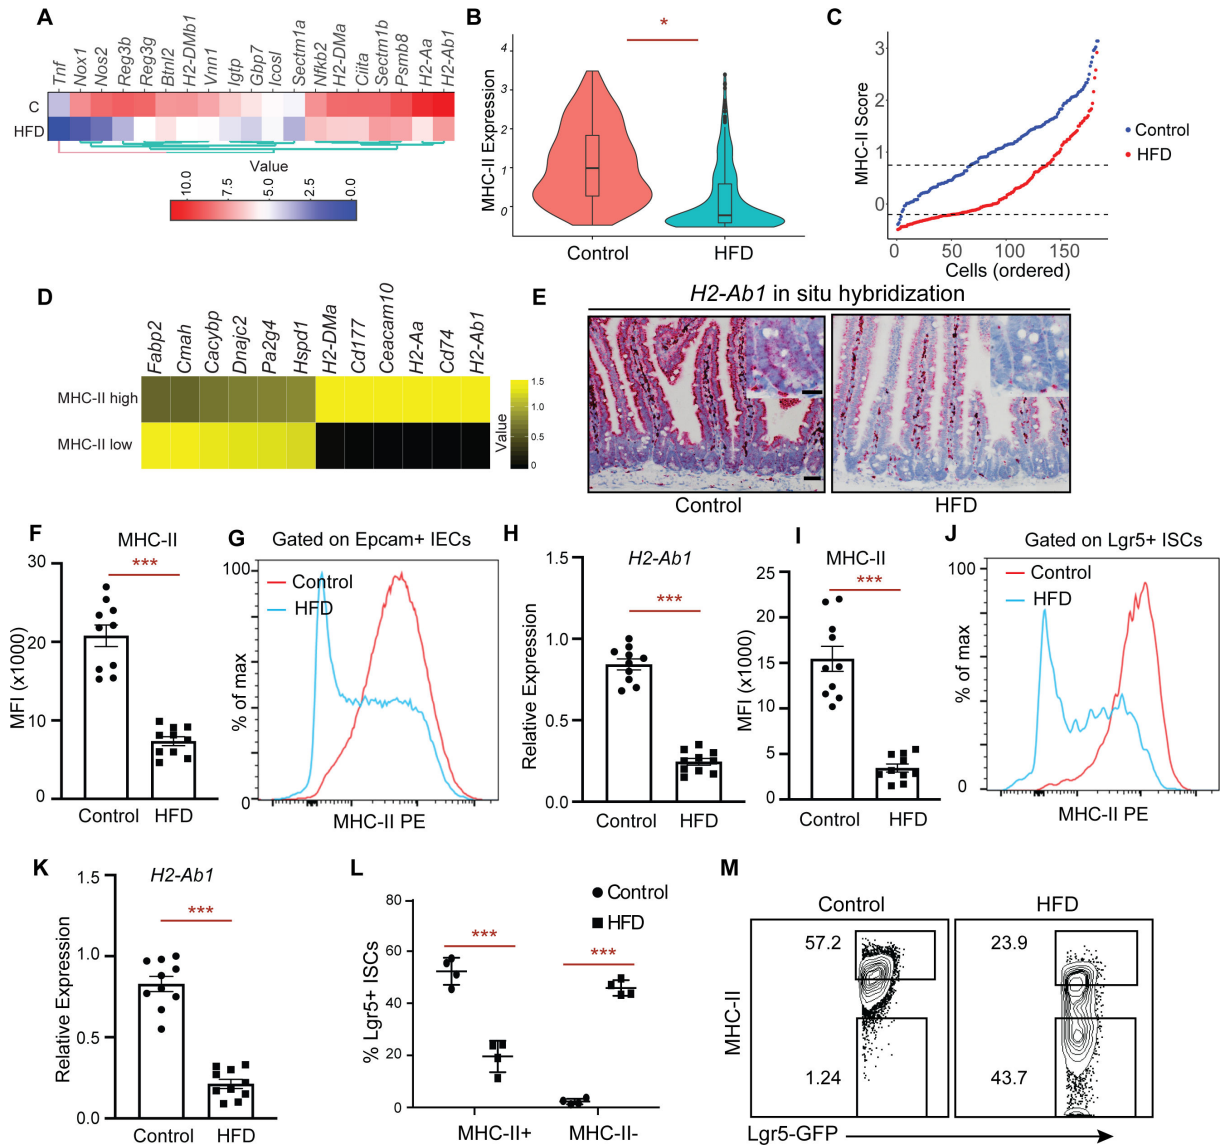 A
Tnf Nox1 Nos2 Reg3b Reg3g Btnl2 H2-DMb1 Vnn1 Igtp Gbp7 Icosl Sectm1a Nfkb2 H2-DMa Ciita Sectm1b Psmb8 H2-Aa H2-Ab1
C
HFD
Value
10.0 7.5 5.0 2.5 0.0
B
*
MHC-II Expression
4
3
2
1
0
Control HFD
C
MHC-II Score
3
2
1
0
0 50 100 150
Cells (ordered)
Control
HFD
D
Fabp2 Cmah Cacybp Dnajc2 Pa2g4 Hspd1 H2-DMa Cd177 Ceacam10 H2-Aa Cd74 H2-Ab1
MHC-II high
MHC-II low
Value
1.5
1.0
0.5
0
E
H2-Ab1 in situ hybridization
Control HFD
F
MHC-II
***
MFI (x1000)
30
20
10
0
Control HFD
G
Gated on Epcam+ IECs
Control
HFD
% of max
100
0
MHC-II PE
H
H2-Ab1
***
Relative Expression
1.5
1.0
0.5
0.0
Control HFD
I
MHC-II
***
MFI (x1000)
25
20
15
10
5
0
Control HFD
J
Gated on Lgr5+ ISCs
Control
HFD
% of max
100
0
MHC-II PE
K
H2-Ab1
***
Relative Expression
1.5
1.0
0.5
0.0
Control HFD
L
Control
HFD
***
***
% Lgr5+ ISCs
80
60
40
20
0
MHC-II+ MHC-II-
M
Control HFD
57.2
1.24
23.9
43.7
MHC-II
Lgr5-GFP